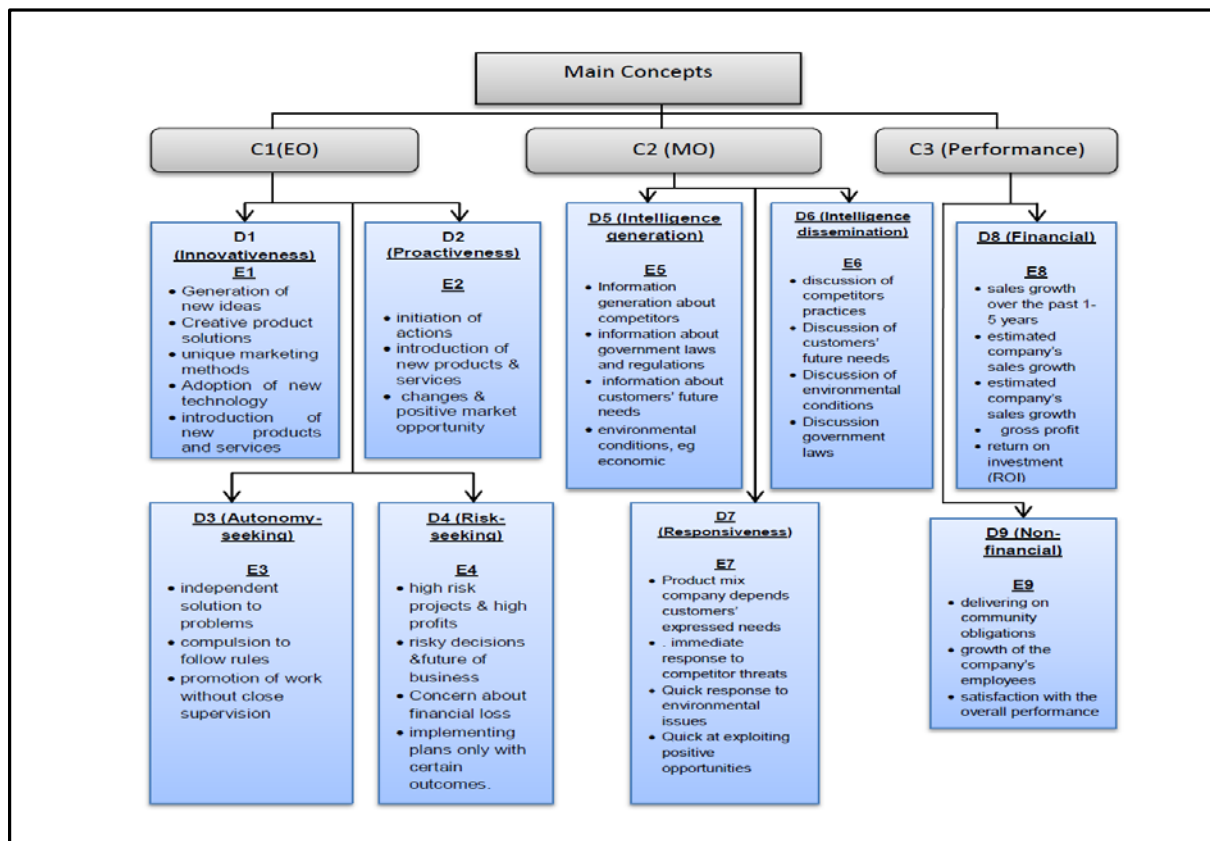 Main Concepts
C1(EO)
C2 (MO)
C3 (Performance)
D1
(Innovativeness)
E1
• Generation of
new ideas
• Creative product
solutions
• unique marketing
methods
• Adoption of new
technology
• introduction of
new products
and services
D2
(Proactiveness)
E2
• initiation of
actions
• introduction of
new products &
services
• changes &
positive market
opportunity
D5 (Intelligence
generation)
E5
• Information
generation about
competitors
• information about
government laws
and regulations
• information about
customers' future
needs
• environmental
conditions, eg
economic
D6 (Intelligence
dissemination)
E6
• discussion of
competitors
practices
• Discussion of
customers'
future needs
• Discussion of
environmental
conditions
• Discussion
government
laws
D8 (Financial)
E8
• sales growth
over the past 1-
5 years
• estimated
company's
sales growth
• estimated
company's
sales growth
• gross profit
• return on
investment
(ROI)
D3 (Autonomy-
seeking)
E3
• independent
solution to
problems
• compulsion to
follow rules
• promotion of work
without close
supervision
D4 (Risk-
seeking)
E4
• high risk
projects & high
profits
• risky decisions
&future of
business
• Concern about
financial loss
• implementing
plans only with
certain
outcomes.
D7
(Responsiveness)
E7
• Product mix
company depends
customers'
expressed needs
• . immediate
response to
competitor threats
• Quick response to
environmental
issues
• Quick at exploiting
positive
opportunities
D9 (Non-
financial)
E9
• delivering on
community
obligations
• growth of the
company's
employees
• satisfaction with the
overall performance